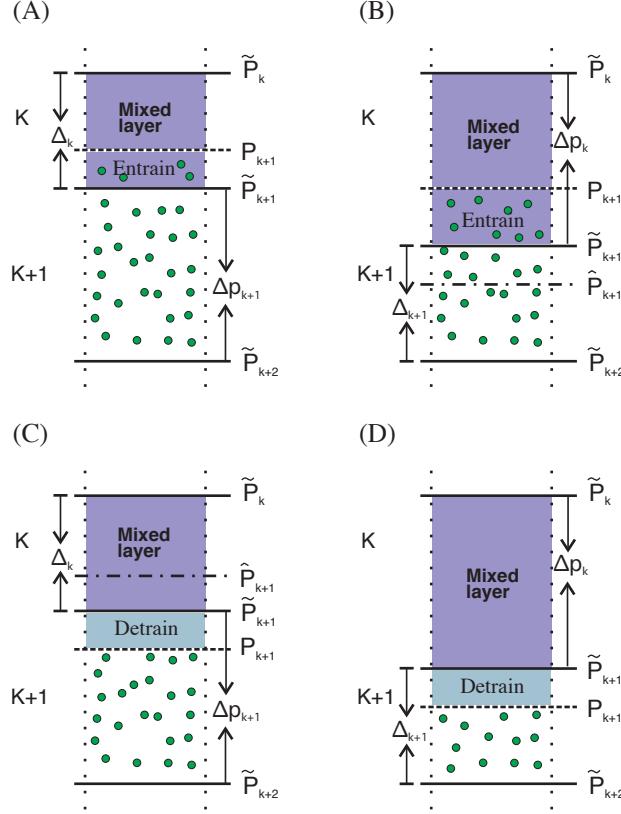 (A)
P̃ₖ
K
Mixed
layer
Δₖ
Pₖ₊₁
Entrain
P̃ₖ₊₁
K+1
Δpₖ₊₁
P̃ₖ₊₂
(B)
P̃ₖ
K
Mixed
layer
Δpₖ
Pₖ₊₁
Entrain
P̃ₖ₊₁
K+1
P̂ₖ₊₁
Δₖ₊₁
P̃ₖ₊₂
(C)
P̃ₖ
K
Mixed
layer
Δₖ
P̂ₖ₊₁
P̃ₖ₊₁
Detrain
Pₖ₊₁
K+1
Δpₖ₊₁
P̃ₖ₊₂
(D)
P̃ₖ
K
Δpₖ
Mixed
layer
P̃ₖ₊₁
Detrain
K+1
Pₖ₊₁
Δₖ₊₁
P̃ₖ₊₂